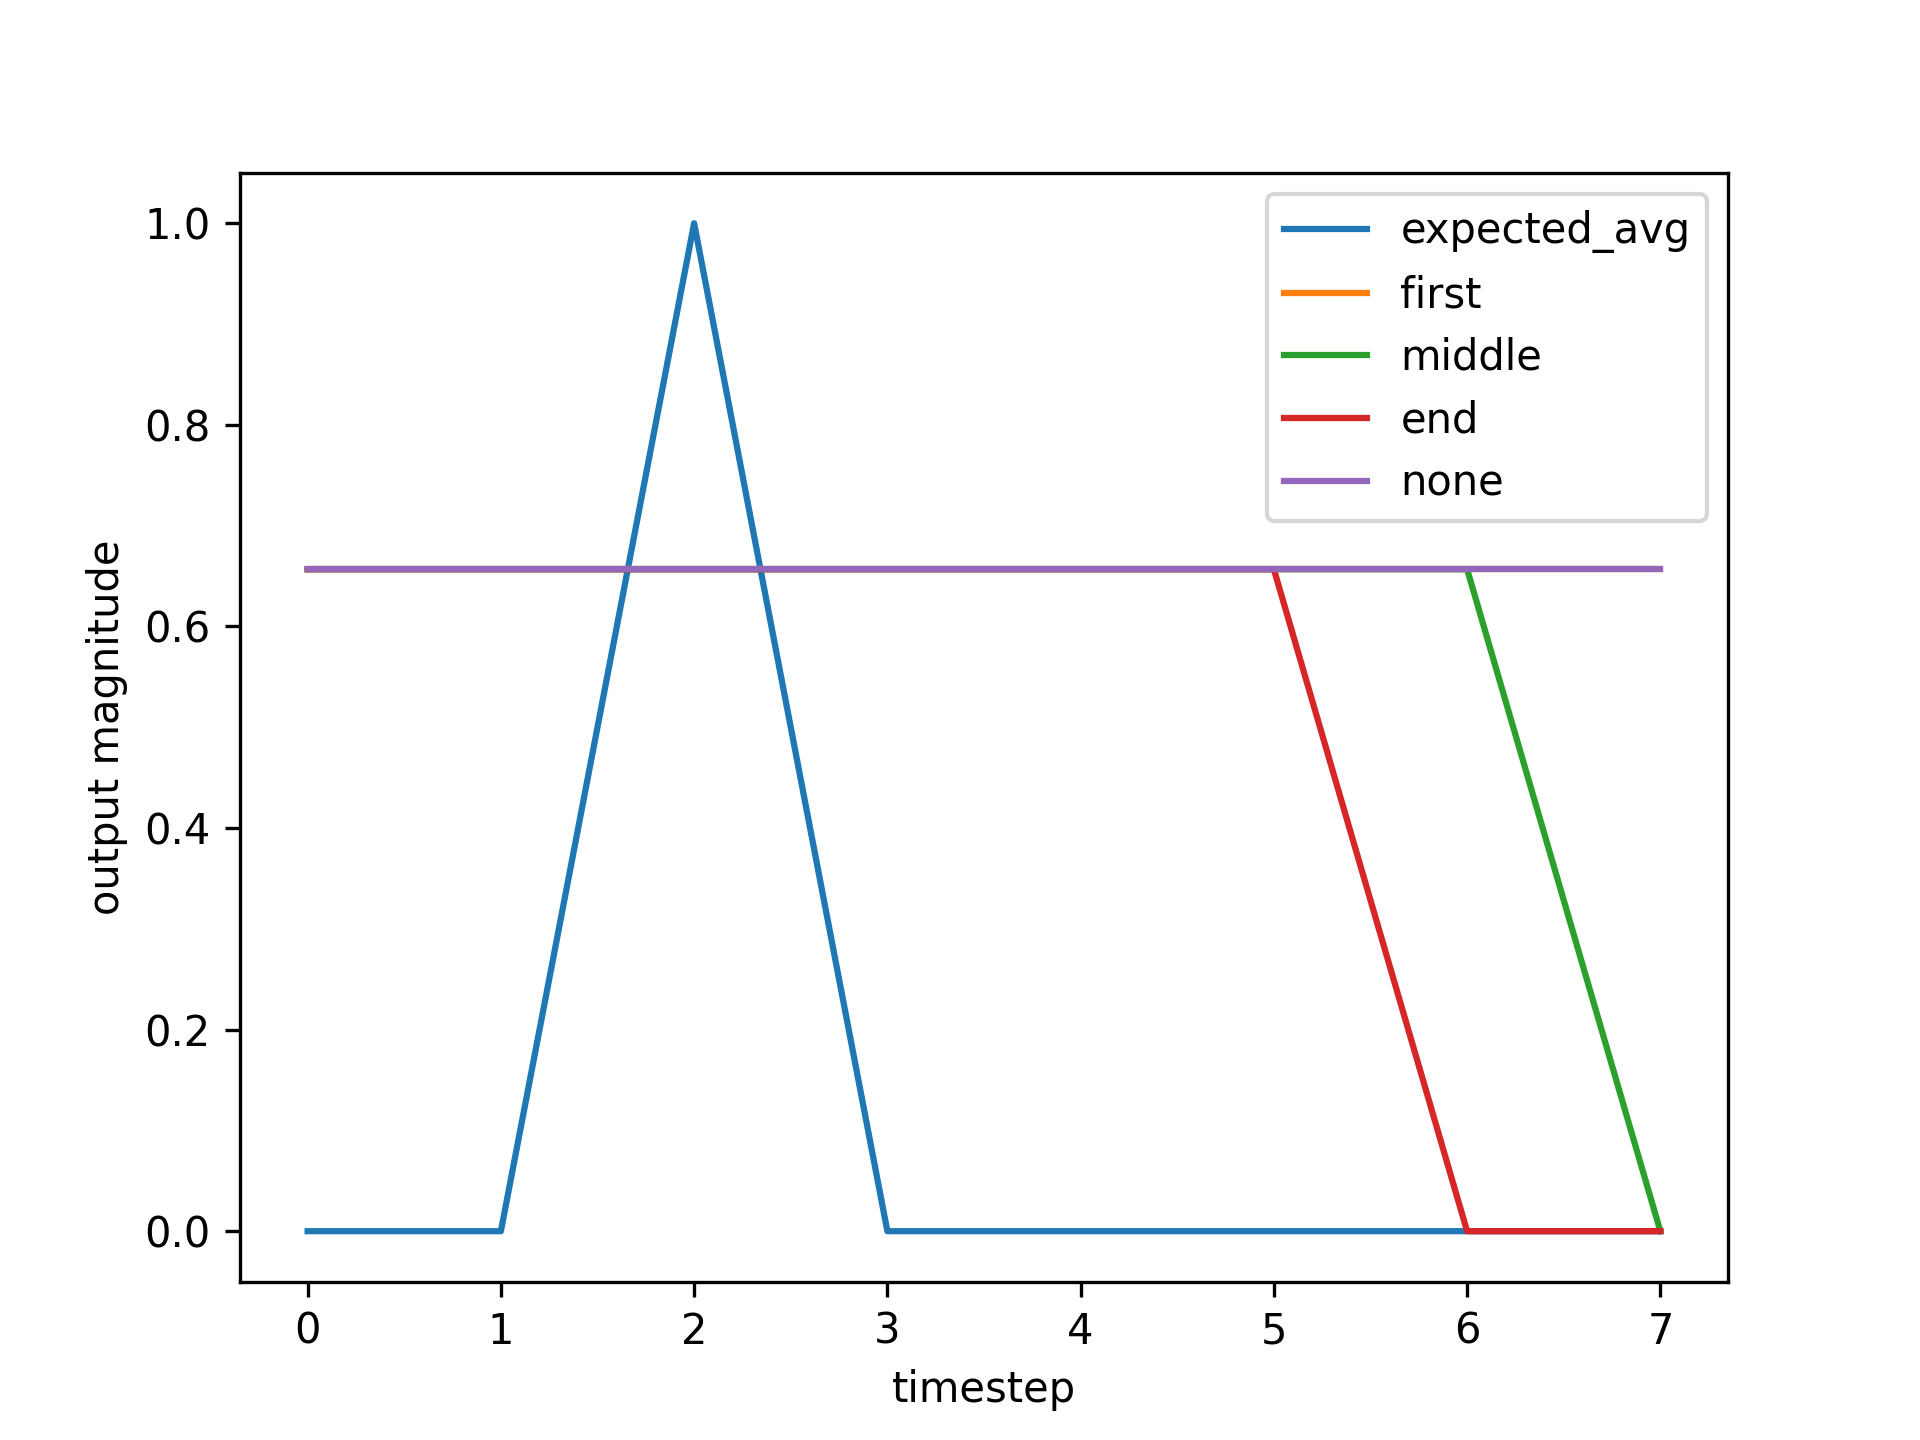 expected_avg
first
middle
end
none
1.0
0.8
0.6
0.4
0.2
0.0
output magnitude
0 1 2 3 4 5 6 7
timestep